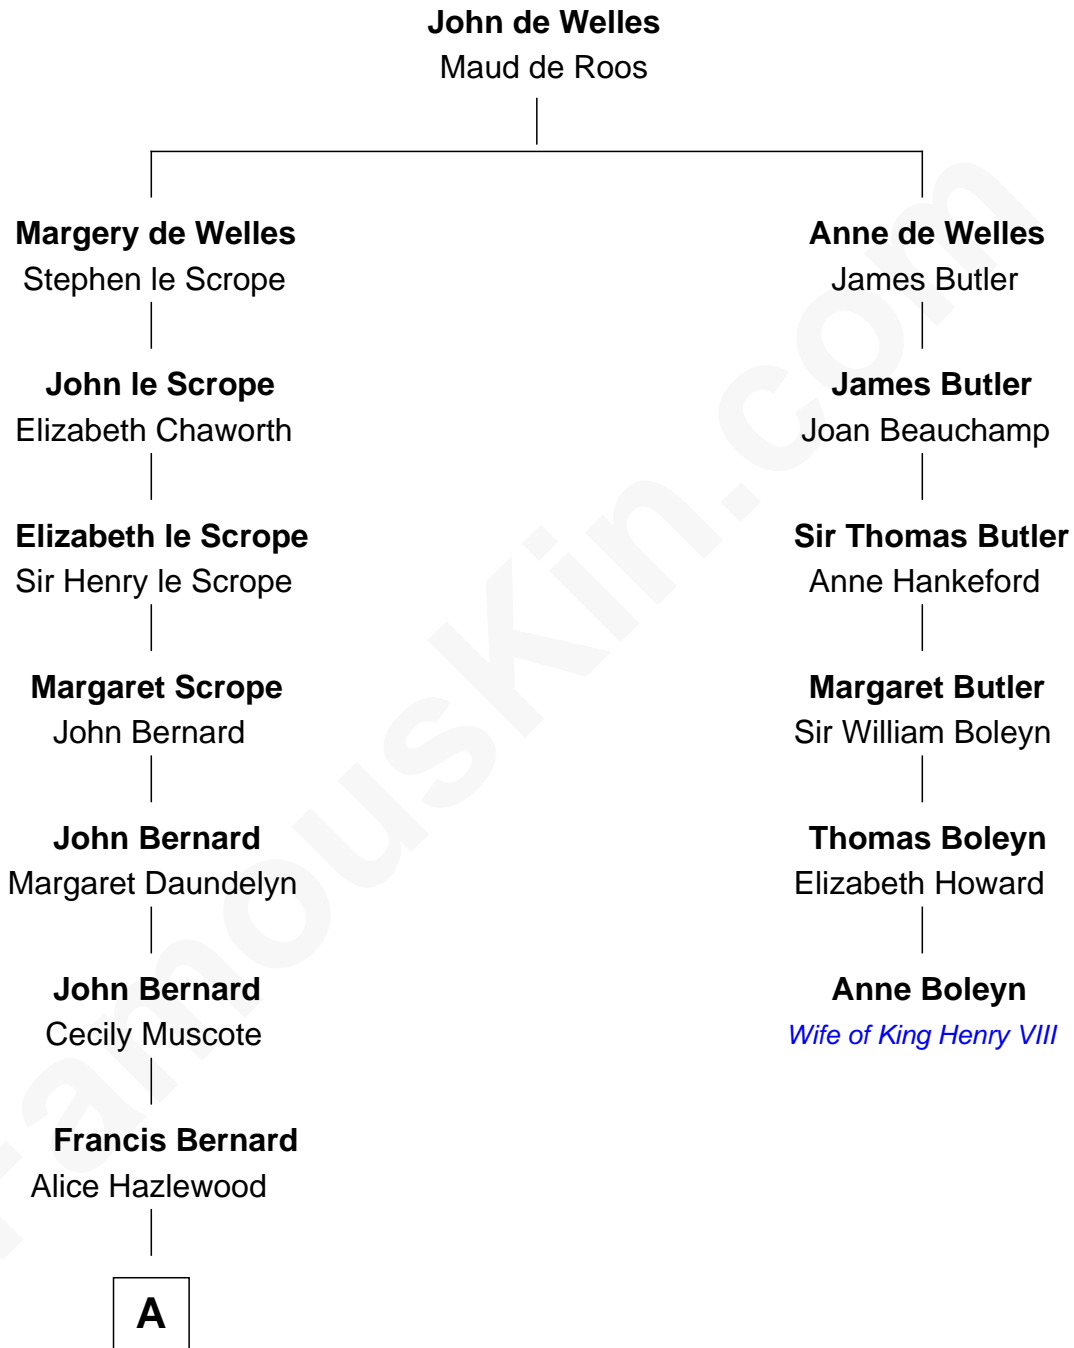 John de Welles
Maud de Roos
Margery de Welles
Stephen le Scrope
Anne de Welles
James Butler
John le Scrope
Elizabeth Chaworth
James Butler
Joan Beauchamp
Elizabeth le Scrope
Sir Henry le Scrope
Sir Thomas Butler
Anne Hankeford
Margaret Scrope
John Bernard
Margaret Butler
Sir William Boleyn
John Bernard
Margaret Daundelyn
Thomas Boleyn
Elizabeth Howard
John Bernard
Cecily Muscote
Anne Boleyn
Wife of King Henry VIII
Francis Bernard
Alice Hazlewood
A
FamousKin.com